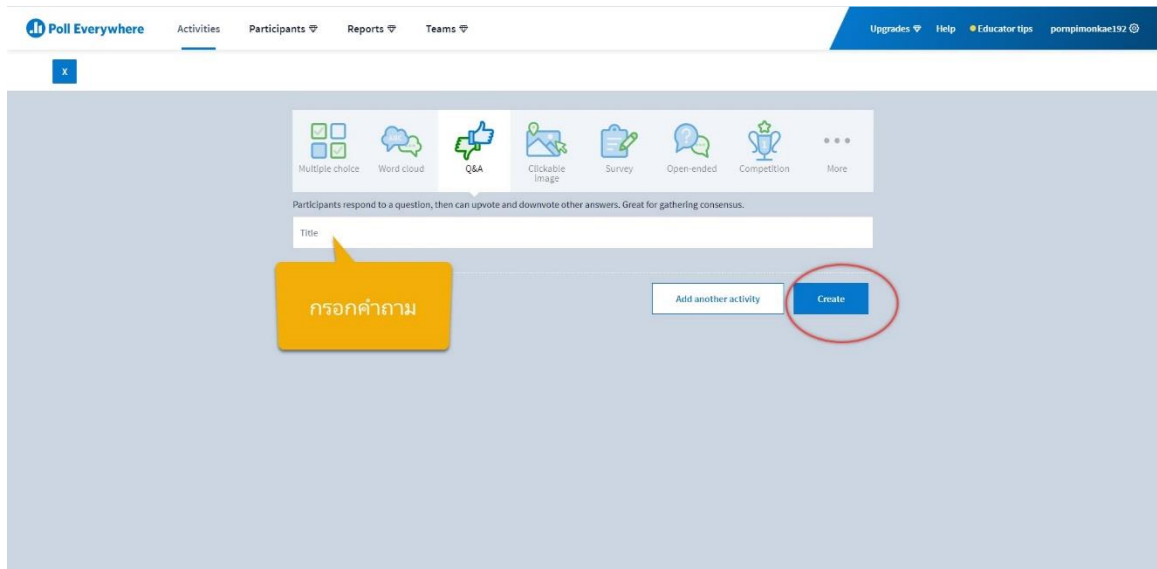 Poll Everywhere Activities Participants Reports Teams Upgrades Help Educator tips pornpimonkae192
X
Multiple choice Word cloud Q&A Clickable image Survey Open-ended Competition More
Participants respond to a question, then can upvote and downvote other answers. Great for gathering consensus.
Title
กรอกคำถาม
Add another activity Create